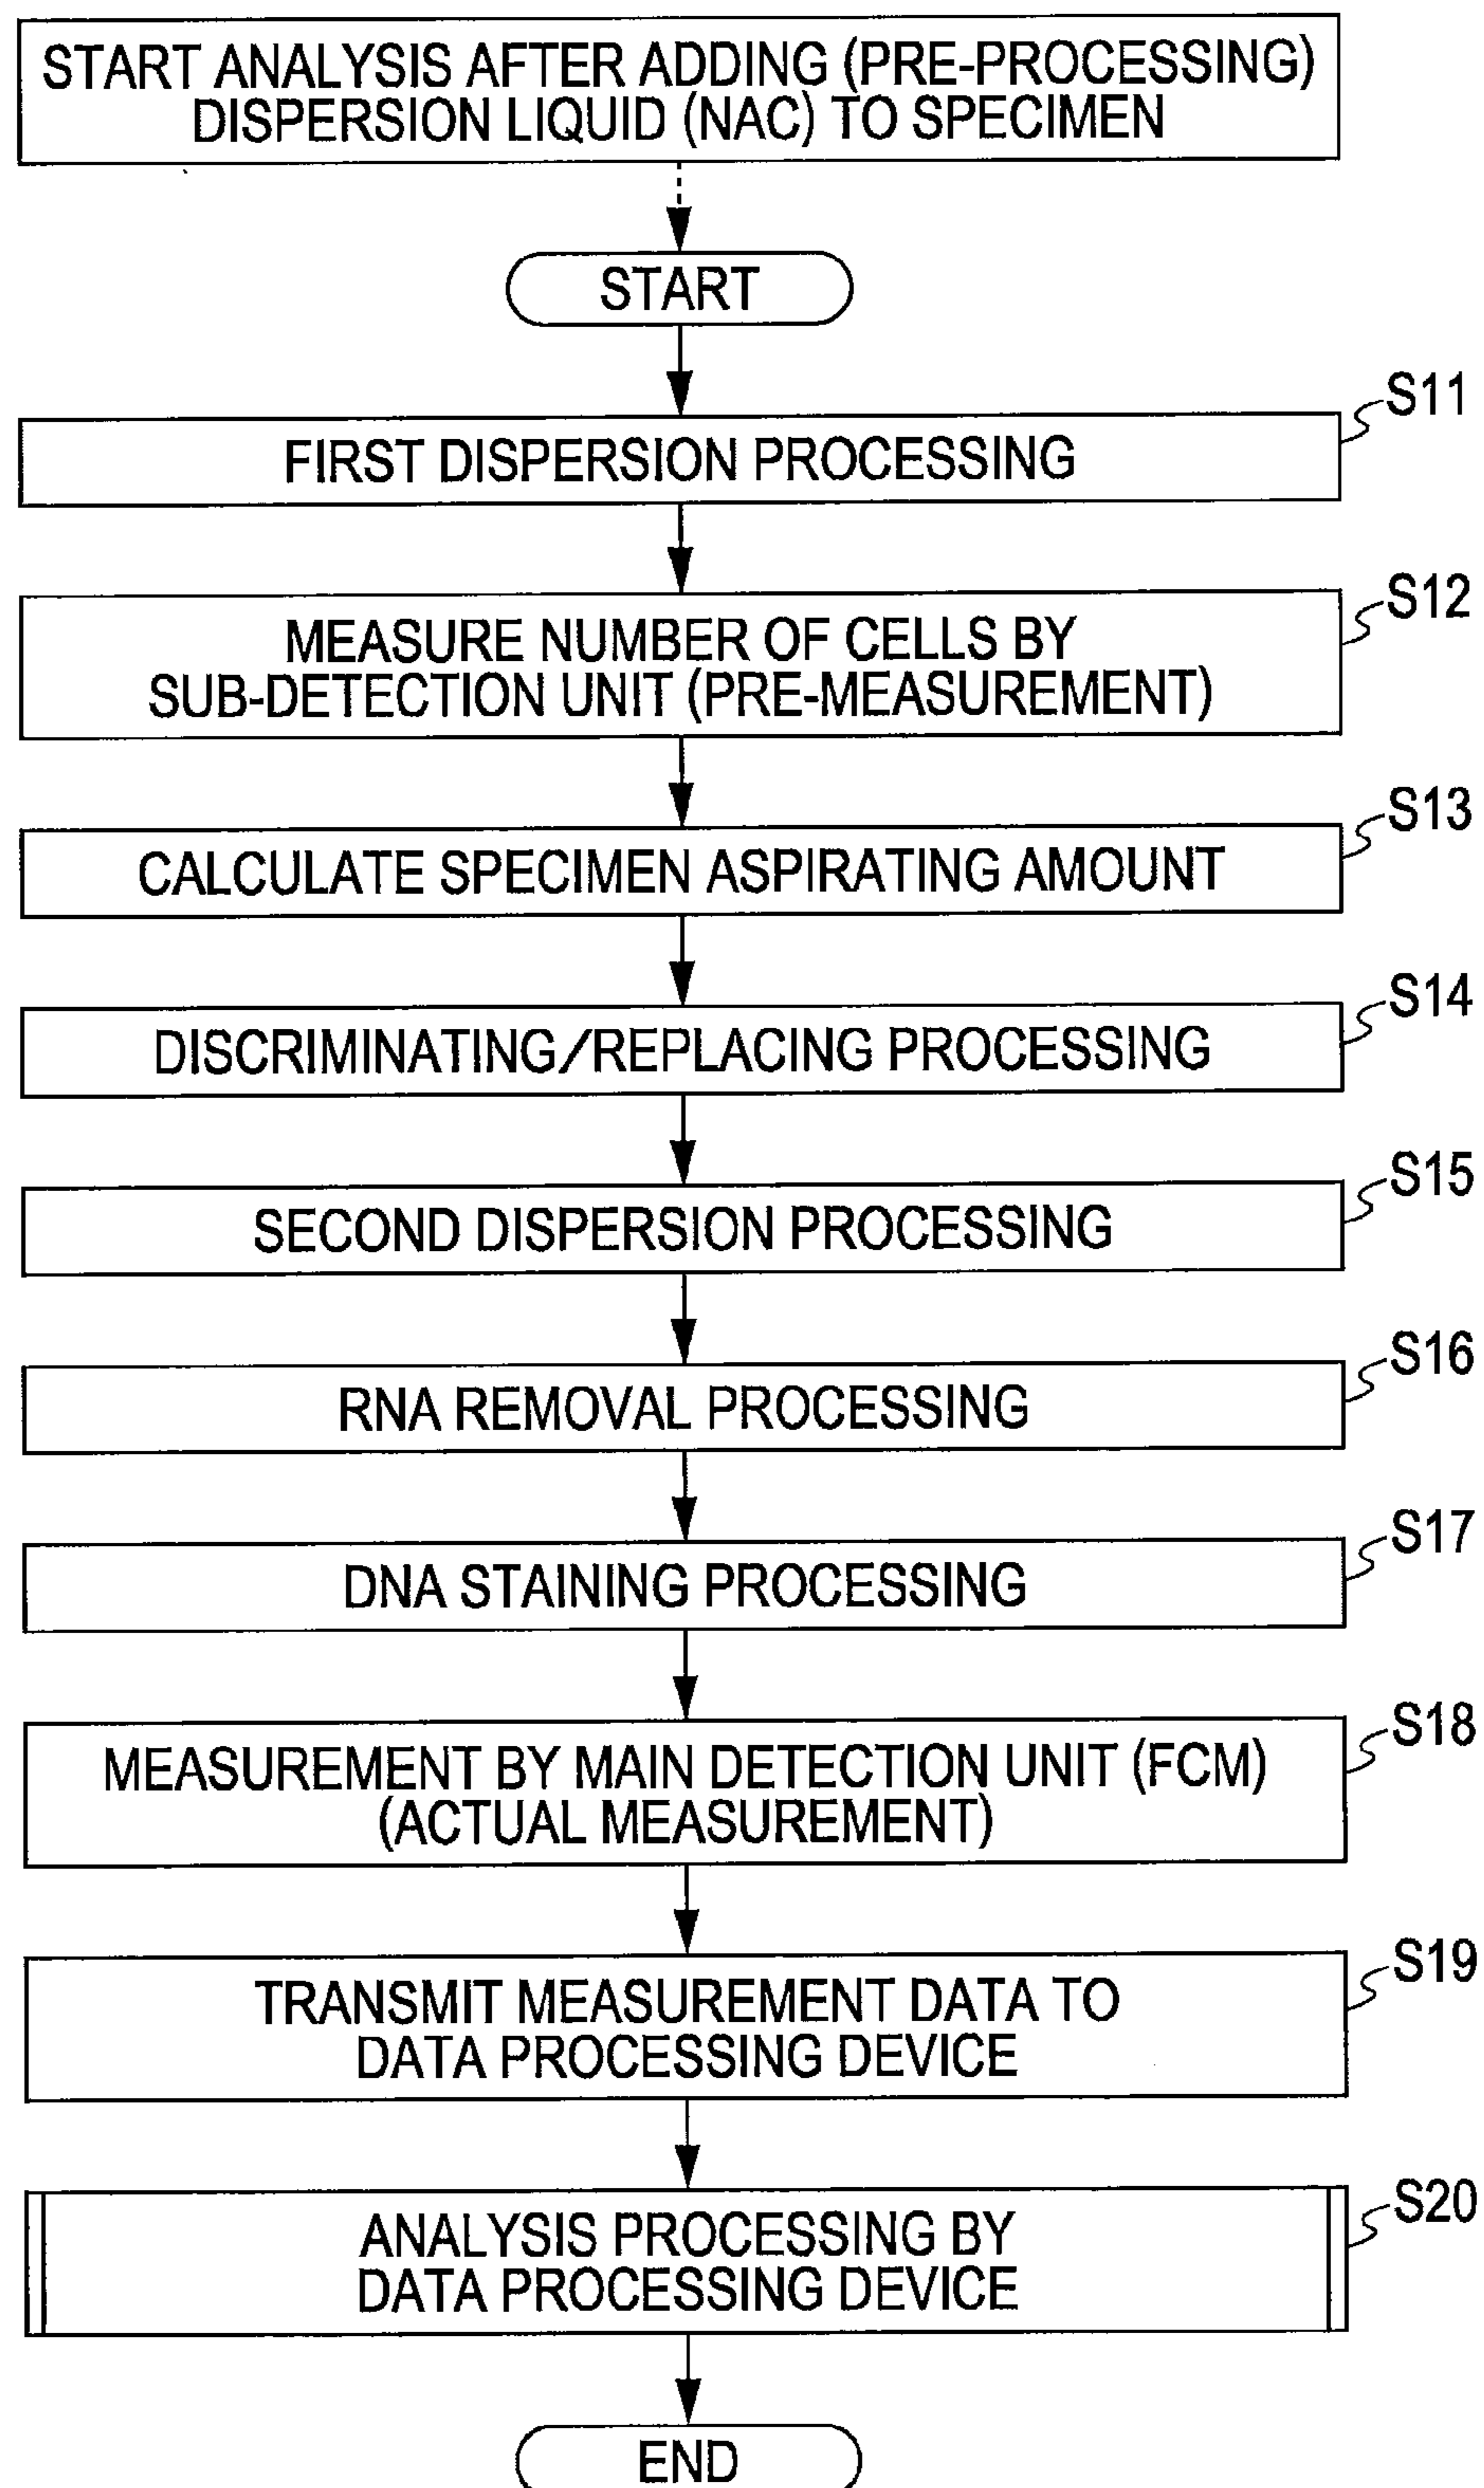 START ANALYSIS AFTER ADDING (PRE-PROCESSING)
DISPERSION LIQUID (NAC) TO SPECIMEN
START
S11
FIRST DISPERSION PROCESSING
S12
MEASURE NUMBER OF CELLS BY
SUB-DETECTION UNIT (PRE-MEASUREMENT)
S13
CALCULATE SPECIMEN ASPIRATING AMOUNT
S14
DISCRIMINATING/REPLACING PROCESSING
S15
SECOND DISPERSION PROCESSING
S16
RNA REMOVAL PROCESSING
S17
DNA STAINING PROCESSING
S18
MEASUREMENT BY MAIN DETECTION UNIT (FCM)
(ACTUAL MEASUREMENT)
S19
TRANSMIT MEASUREMENT DATA TO
DATA PROCESSING DEVICE
S20
ANALYSIS PROCESSING BY
DATA PROCESSING DEVICE
END